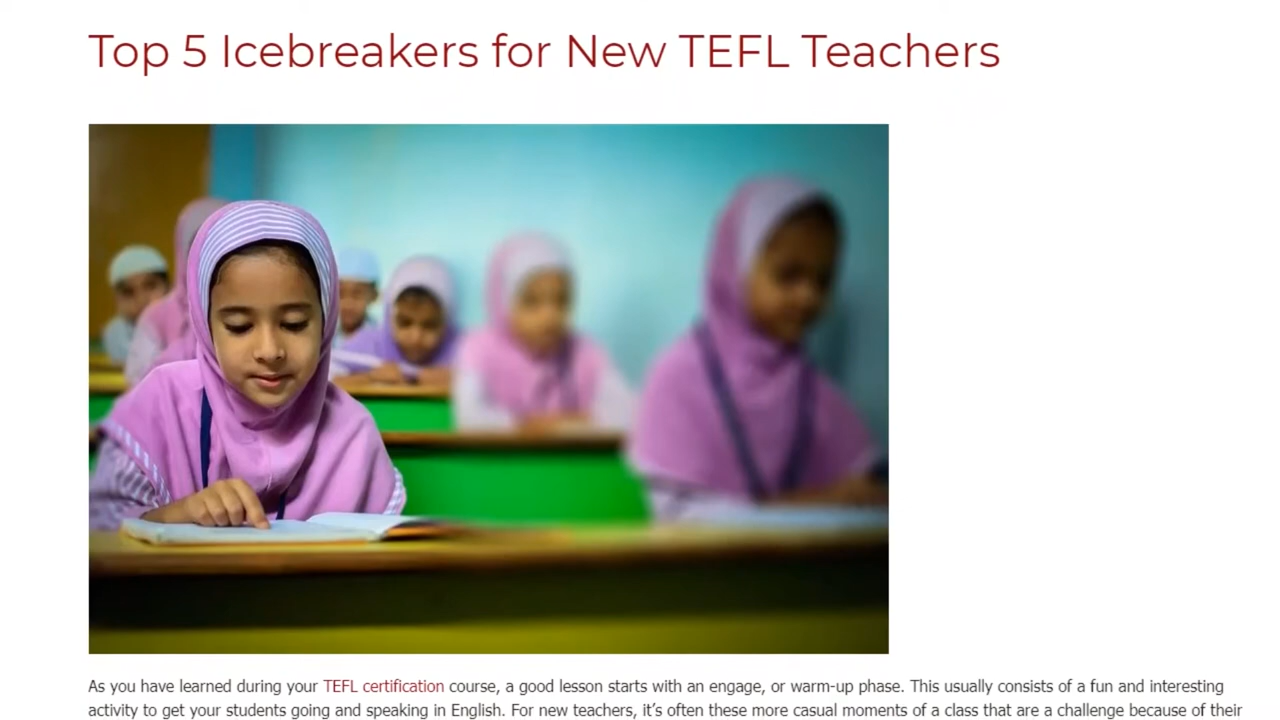 Top 5 Icebreakers for New TEFL Teachers
As you have learned during your TEFL certification course, a good lesson starts with an engage, or warm-up phase. This usually consists of a fun and interesting
activity to get your students going and speaking in English. For new teachers, it’s often these more casual moments of a class that are a challenge because of their